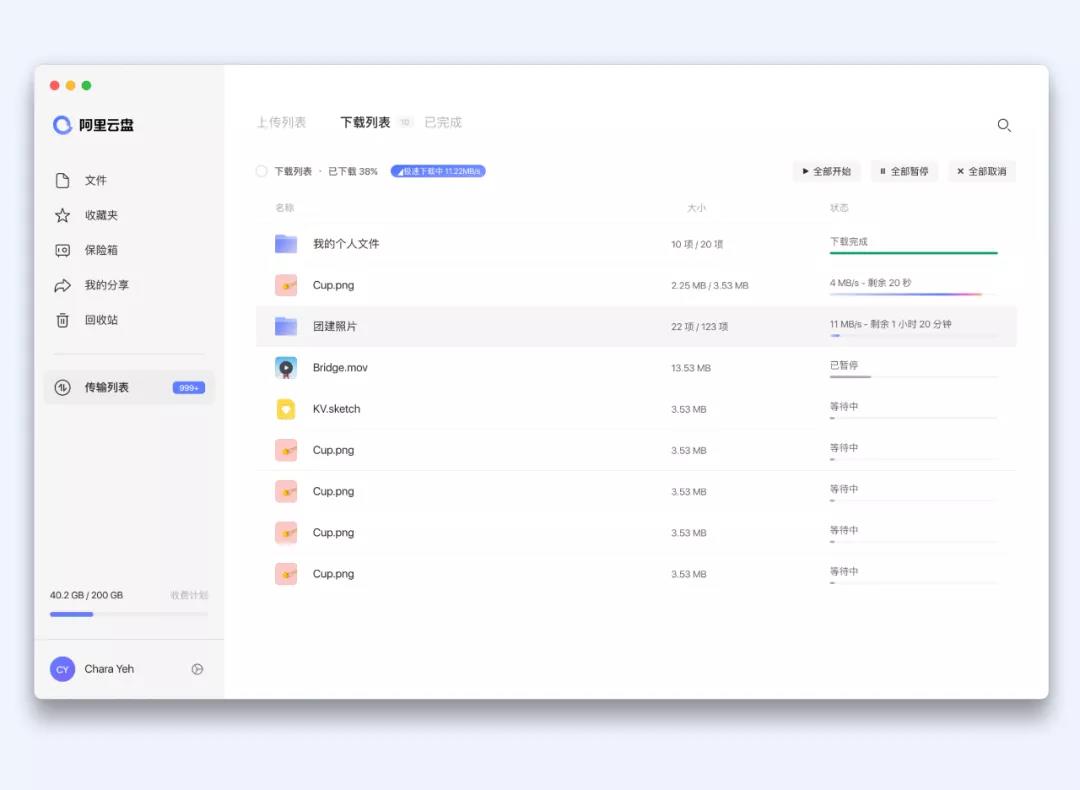 阿里云盘
文件
收藏夹
保险箱
我的分享
回收站
传输列表 999+
40.2 GB / 200 GB 收费计划
CY Chara Yeh
上传列表 下载列表 10 已完成
下载列表 · 已下载 38% 极速下载中 11.22MB/s 全部开始 全部暂停 全部取消
名称 大小 状态
我的个人文件 10 项 / 20 项 下载完成
Cup.png 2.25 MB / 3.53 MB 4 MB/s - 剩余 20 秒
团建照片 22 项 / 123 项 11 MB/s - 剩余 1 小时 20 分钟
Bridge.mov 13.53 MB 已暂停
KV.sketch 3.53 MB 等待中
Cup.png 3.53 MB 等待中
Cup.png 3.53 MB 等待中
Cup.png 3.53 MB 等待中
Cup.png 3.53 MB 等待中